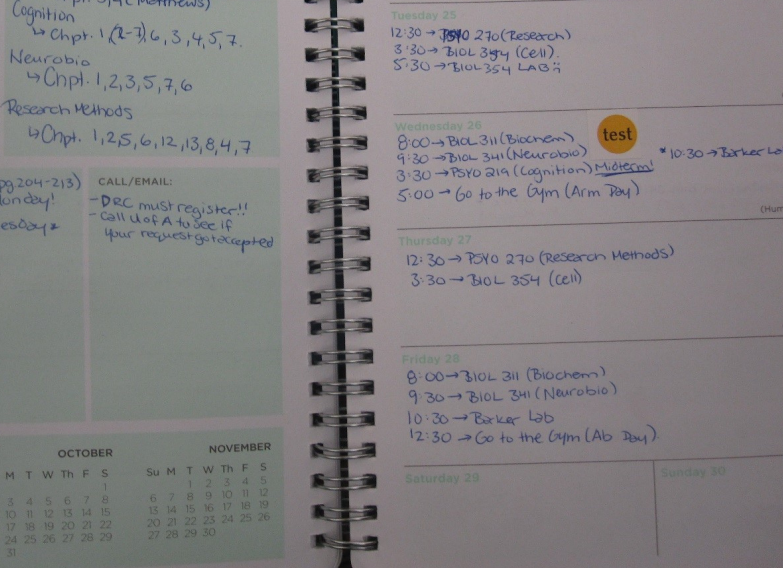 (Matthews)
Cognition
↳ Chpt. 1,(2-7),6,3,4,5,7.
Neurobio
↳ Chpt. 1,2,3,5,7,6
Research Methods
↳ Chpt. 1,2,5,6,12,13,8,4,7
pg.204-213)
CALL/EMAIL:
- DRC must register!!
- Call U of A to see if
your request got accepted
OCTOBER
M T W Th F S
1
3 4 5 6 7 8
10 11 12 13 14 15
17 18 19 20 21 22
24 25 26 27 28 29
31
NOVEMBER
Su M T W Th F S
1 2 3 4 5
6 7 8 9 10 11 12
13 14 15 16 17 18 19
20 21 22 23 24 25 26
27 28 29 30
Tuesday 25
12:30 → PSYO 270 (Research)
3:30 → BIOL 354 (Cell).
5:30 → BIOL 354 LAB
Wednesday 26
test
8:00 → BIOL 311 (Biochem)
9:30 → BIOL 341 (Neurobio) * 10:30 → Barker
3:30 → PSYO 219 (Cognition) Midterm!
5:00 → Go to the Gym (Arm Day)
Thursday 27
12:30 → PSYO 270 (Research Methods)
3:30 → BIOL 354 (Cell)
Friday 28
8:00 → BIOL 311 (Biochem)
9:30 → BIOL 341 (Neurobio)
10:30 → Barker Lab
12:30 → Go to the Gym (Ab Day).
Saturday 29
Sunday 30